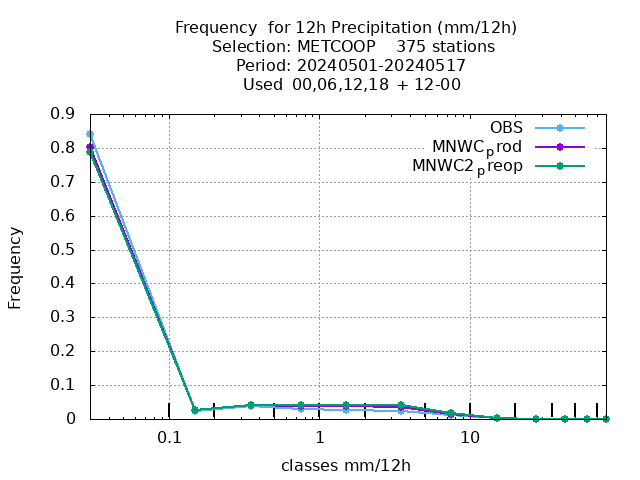 Frequency  for 12h Precipitation (mm/12h)
Selection: METCOOP    375 stations
Period: 20240501-20240517
Used  00,06,12,18  + 12-00
OBS
MNWCprod
MNWC2preop
0.9
0.8
0.7
0.6
0.5
0.4
0.3
0.2
0.1
0
Frequency
0.1
1
10
classes mm/12h